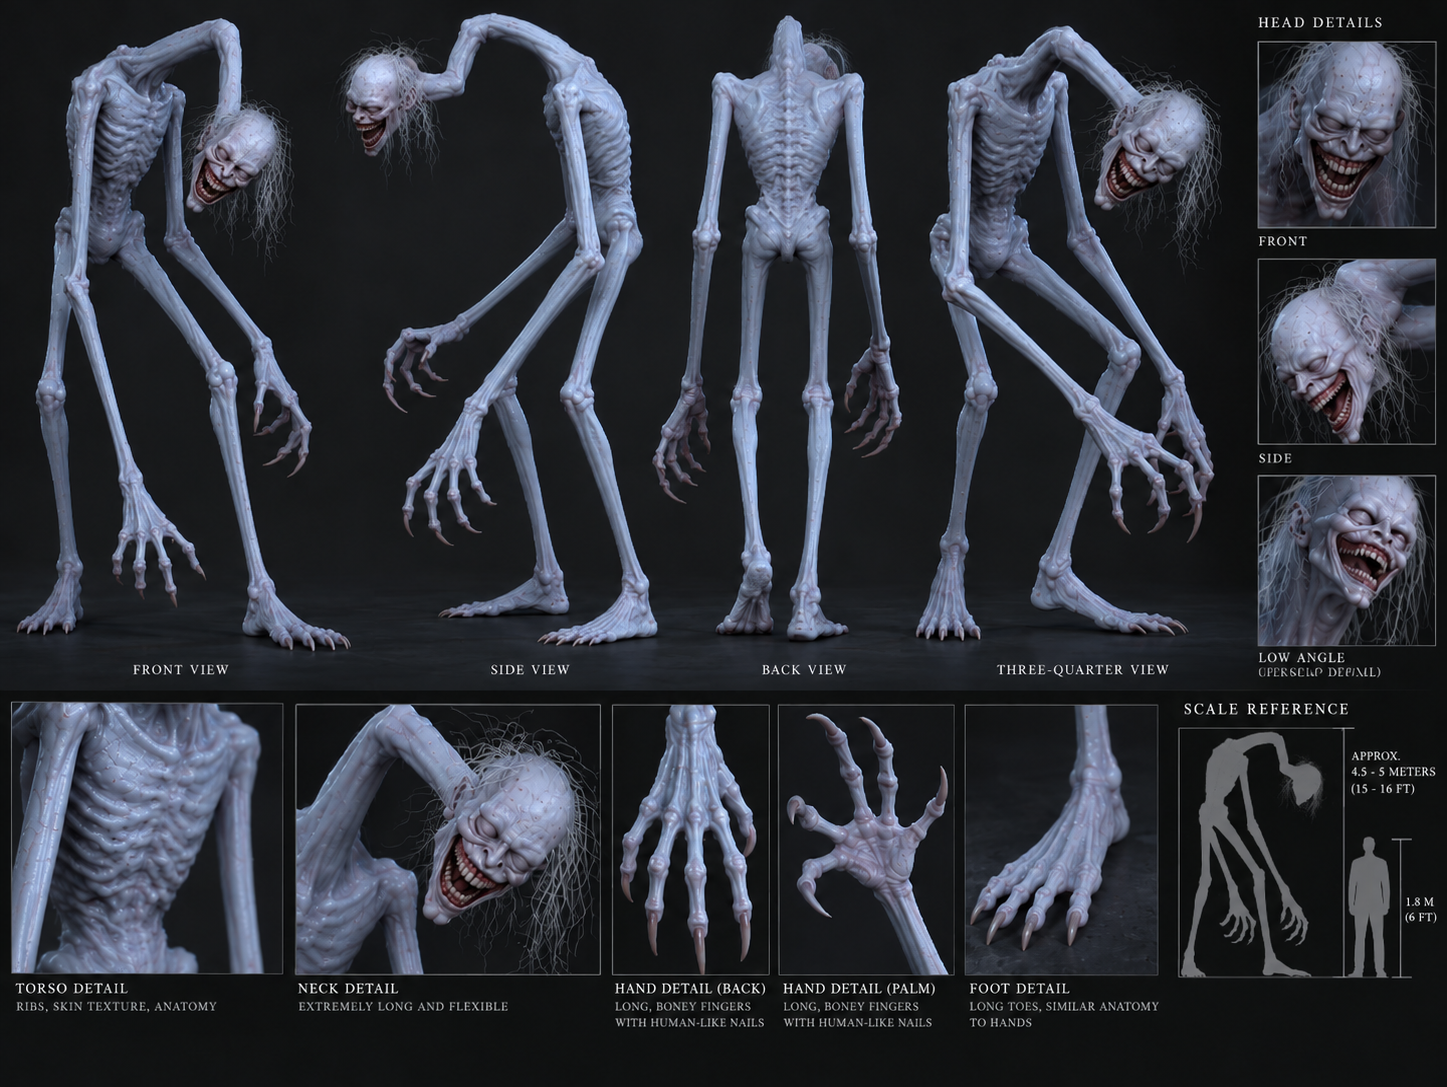 HEAD DETAILS
FRONT
SIDE
LOW ANGLE
FRONT VIEW
SIDE VIEW
BACK VIEW
THREE-QUARTER VIEW
TORSO DETAIL
RIBS, SKIN TEXTURE, ANATOMY
NECK DETAIL
EXTREMELY LONG AND FLEXIBLE
HAND DETAIL (BACK)
LONG, BONEY FINGERS
WITH HUMAN-LIKE NAILS
HAND DETAIL (PALM)
LONG, BONEY FINGERS
WITH HUMAN-LIKE NAILS
FOOT DETAIL
LONG TOES, SIMILAR ANATOMY
TO HANDS
SCALE REFERENCE
APPROX.
4.5 - 5 METERS
(15 - 16 FT)
1.8 M
(6 FT)